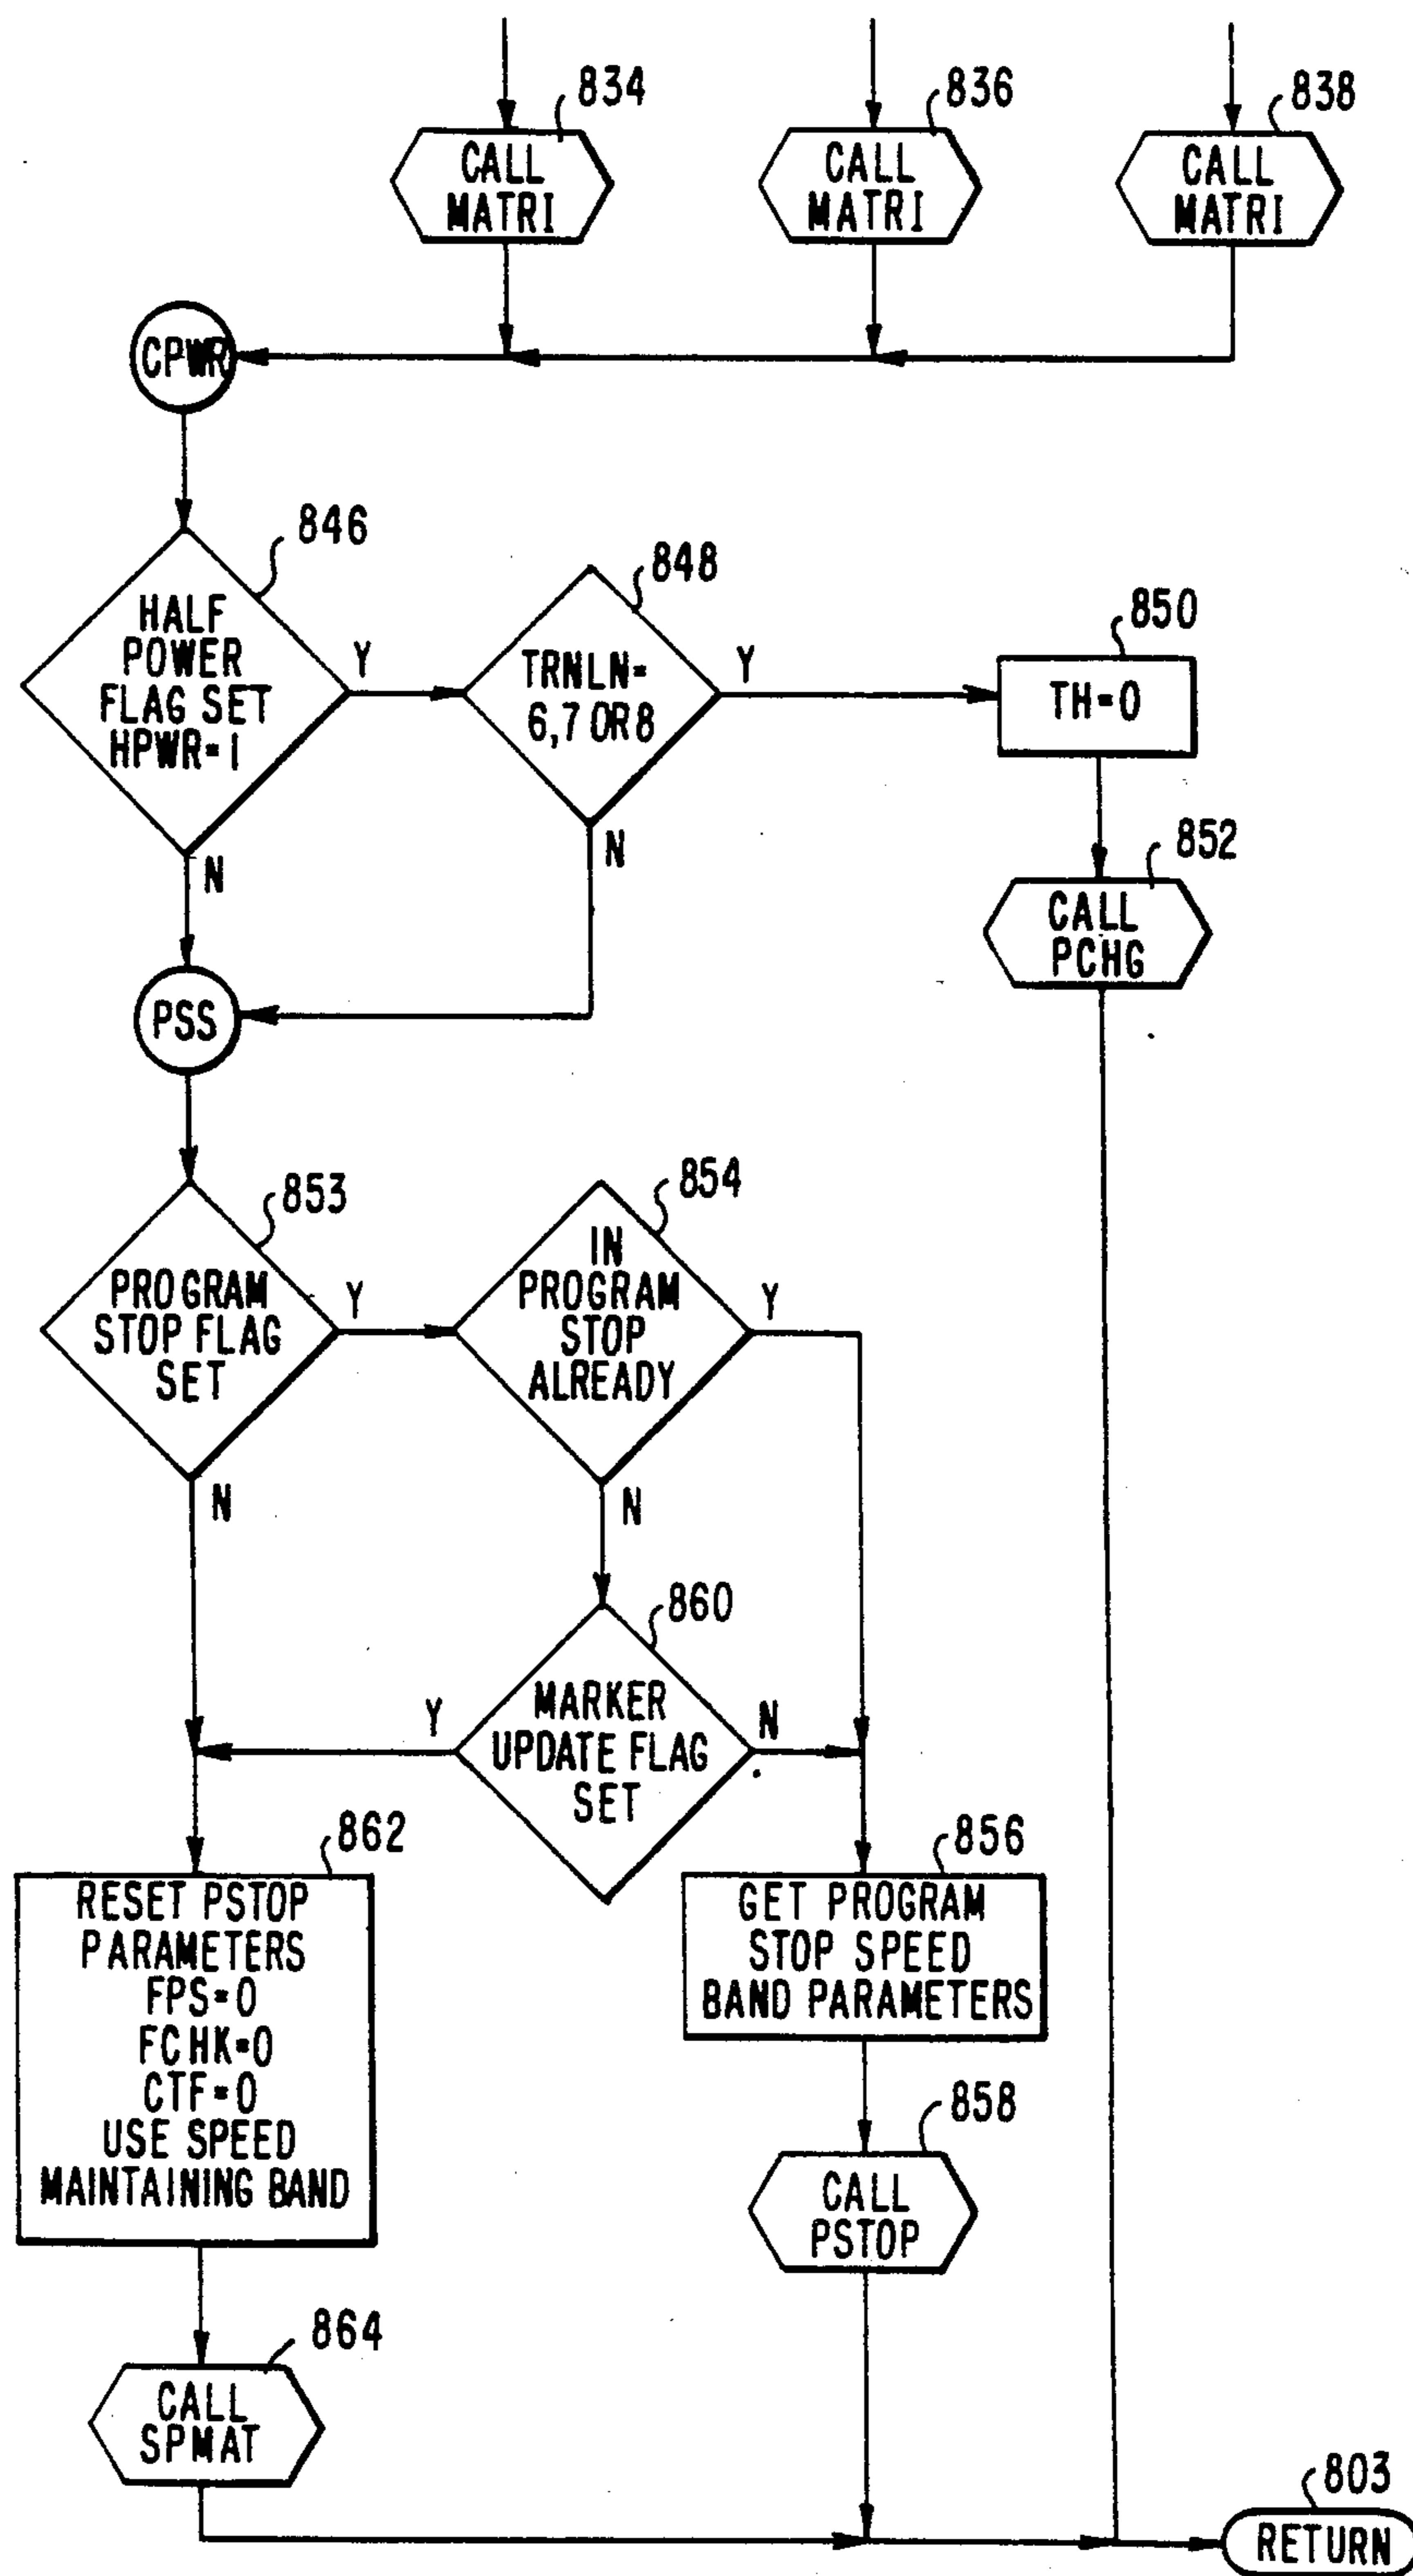 834
CALL
MATRI
836
CALL
MATRI
838
CALL
MATRI
CPWR
846
HALF
POWER
FLAG SET
HPWR=1
Y
N
848
TRNLN=
6,7 OR 8
Y
N
850
TH=0
852
CALL
PCHG
PSS
853
PROGRAM
STOP FLAG
SET
Y
N
854
IN
PROGRAM
STOP
ALREADY
Y
N
860
MARKER
UPDATE FLAG
SET
Y
N
862
RESET PSTOP
PARAMETERS
FPS=0
FCHK=0
CTF=0
USE SPEED
MAINTAINING BAND
856
GET PROGRAM
STOP SPEED
BAND PARAMETERS
858
CALL
PSTOP
864
CALL
SPMAT
803
RETURN